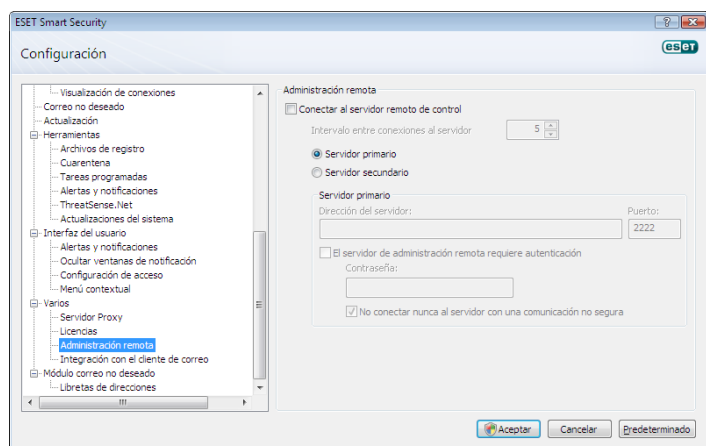 ESET Smart Security
Configuración
eset
Visualización de conexiones
Correo no deseado
Actualización
Herramientas
Archivos de registro
Cuarentena
Tareas programadas
Alertas y notificaciones
ThreatSense.Net
Actualizaciones del sistema
Interfaz del usuario
Alertas y notificaciones
Ocultar ventanas de notificación
Configuración de acceso
Menú contextual
Varios
Servidor Proxy
Licencias
Administración remota
Integración con el cliente de correo
Módulo correo no deseado
Libretas de direcciones
Administración remota
Conectar al servidor remoto de control
Intervalo entre conexiones al servidor 5
Servidor primario
Servidor secundario
Servidor primario
Dirección del servidor: Puerto:
2222
El servidor de administración remota requiere autenticación
Contraseña:
No conectar nunca al servidor con una comunicación no segura
Aceptar Cancelar Predeterminado